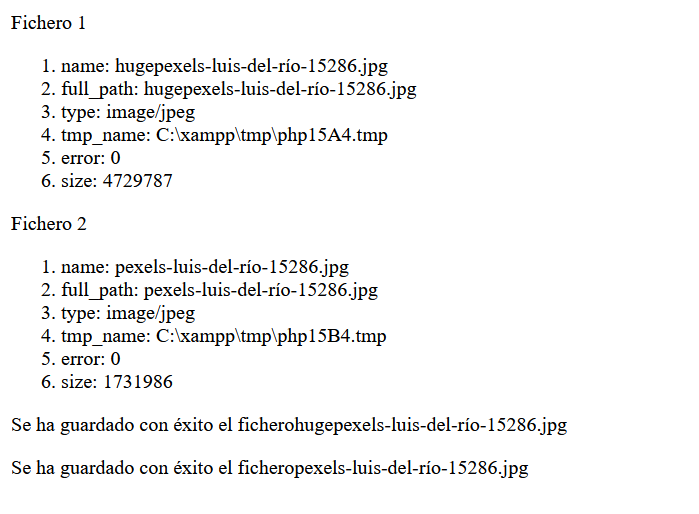 Fichero 1
1. name: hugepexels-luis-del-río-15286.jpg
2. full_path: hugepexels-luis-del-río-15286.jpg
3. type: image/jpeg
4. tmp_name: C:\xampp\tmp\php15A4.tmp
5. error: 0
6. size: 4729787
Fichero 2
1. name: pexels-luis-del-río-15286.jpg
2. full_path: pexels-luis-del-río-15286.jpg
3. type: image/jpeg
4. tmp_name: C:\xampp\tmp\php15B4.tmp
5. error: 0
6. size: 1731986
Se ha guardado con éxito el ficherohugepexels-luis-del-río-15286.jpg
Se ha guardado con éxito el ficheropexels-luis-del-río-15286.jpg